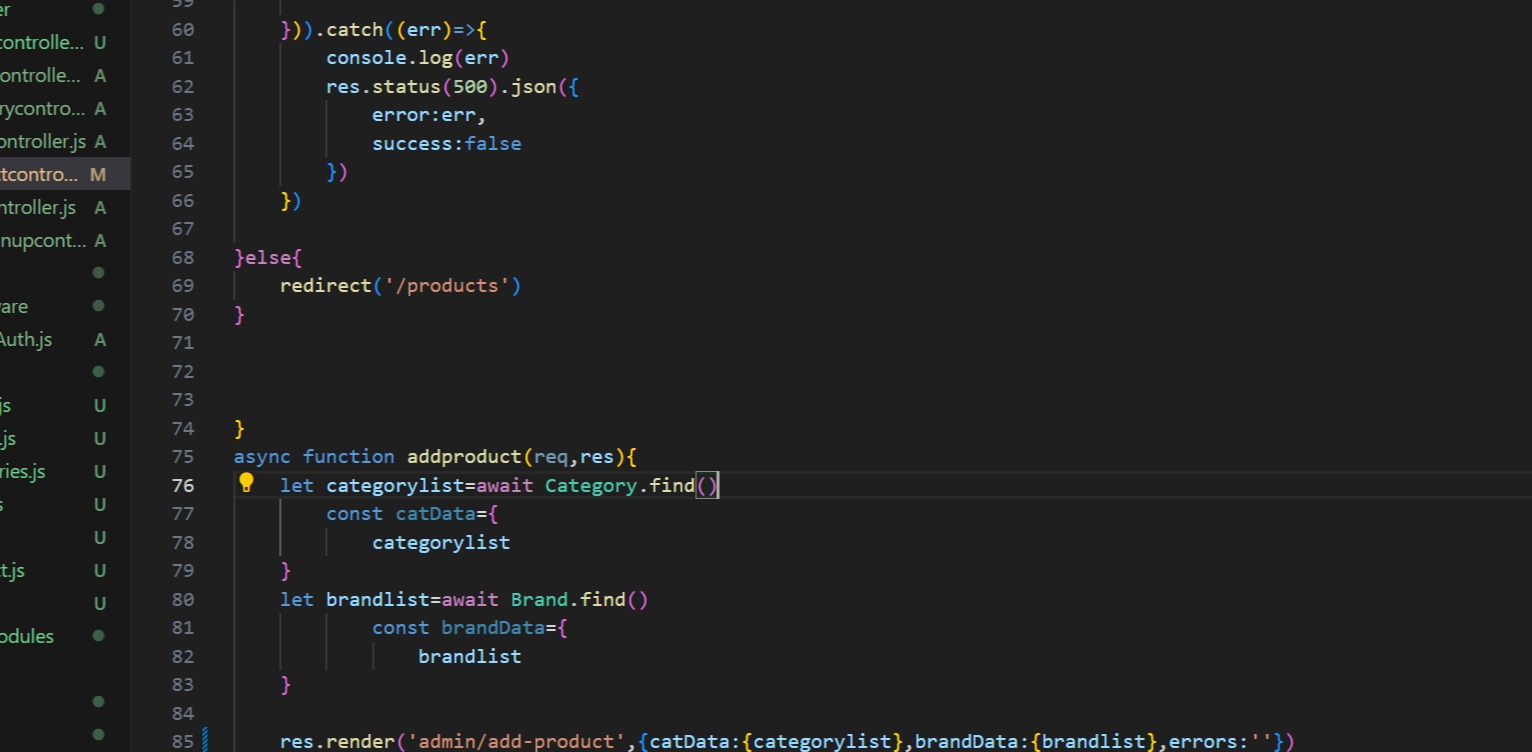 er
controlle... U
ontrolle... A
rycontro... A
ontroller.js A
tcontro... M
ntroller.js A
nupcont... A
vare
Auth.js A
js U
.js U
ries.js U
s U
U
t.js U
U
odules
59
60 })).catch((err)=>{
61 console.log(err)
62 res.status(500).json({
63 error:err,
64 success:false
65 })
66 })
67
68 }else{
69 redirect('/products')
70 }
71
72
73
74 }
75 async function addproduct(req,res){
76 let categorylist=await Category.find()
77 const catData={
78 categorylist
79 }
80 let brandlist=await Brand.find()
81 const brandData={
82 brandlist
83 }
84
85 res.render('admin/add-product',{catData:{categorylist},brandData:{brandlist},errors:''})